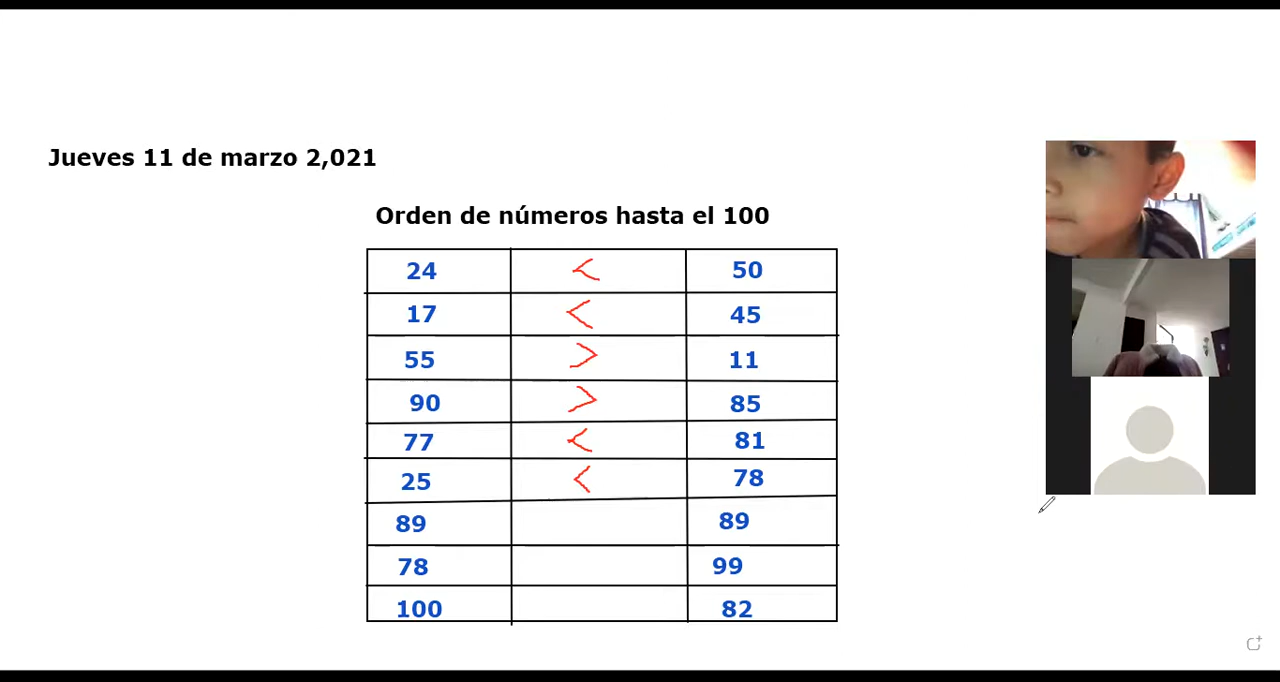 Jueves 11 de marzo 2,021
Orden de números hasta el 100
24 < 50
17 < 45
55 > 11
90 > 85
77 < 81
25 < 78
89 89
78 99
100 82